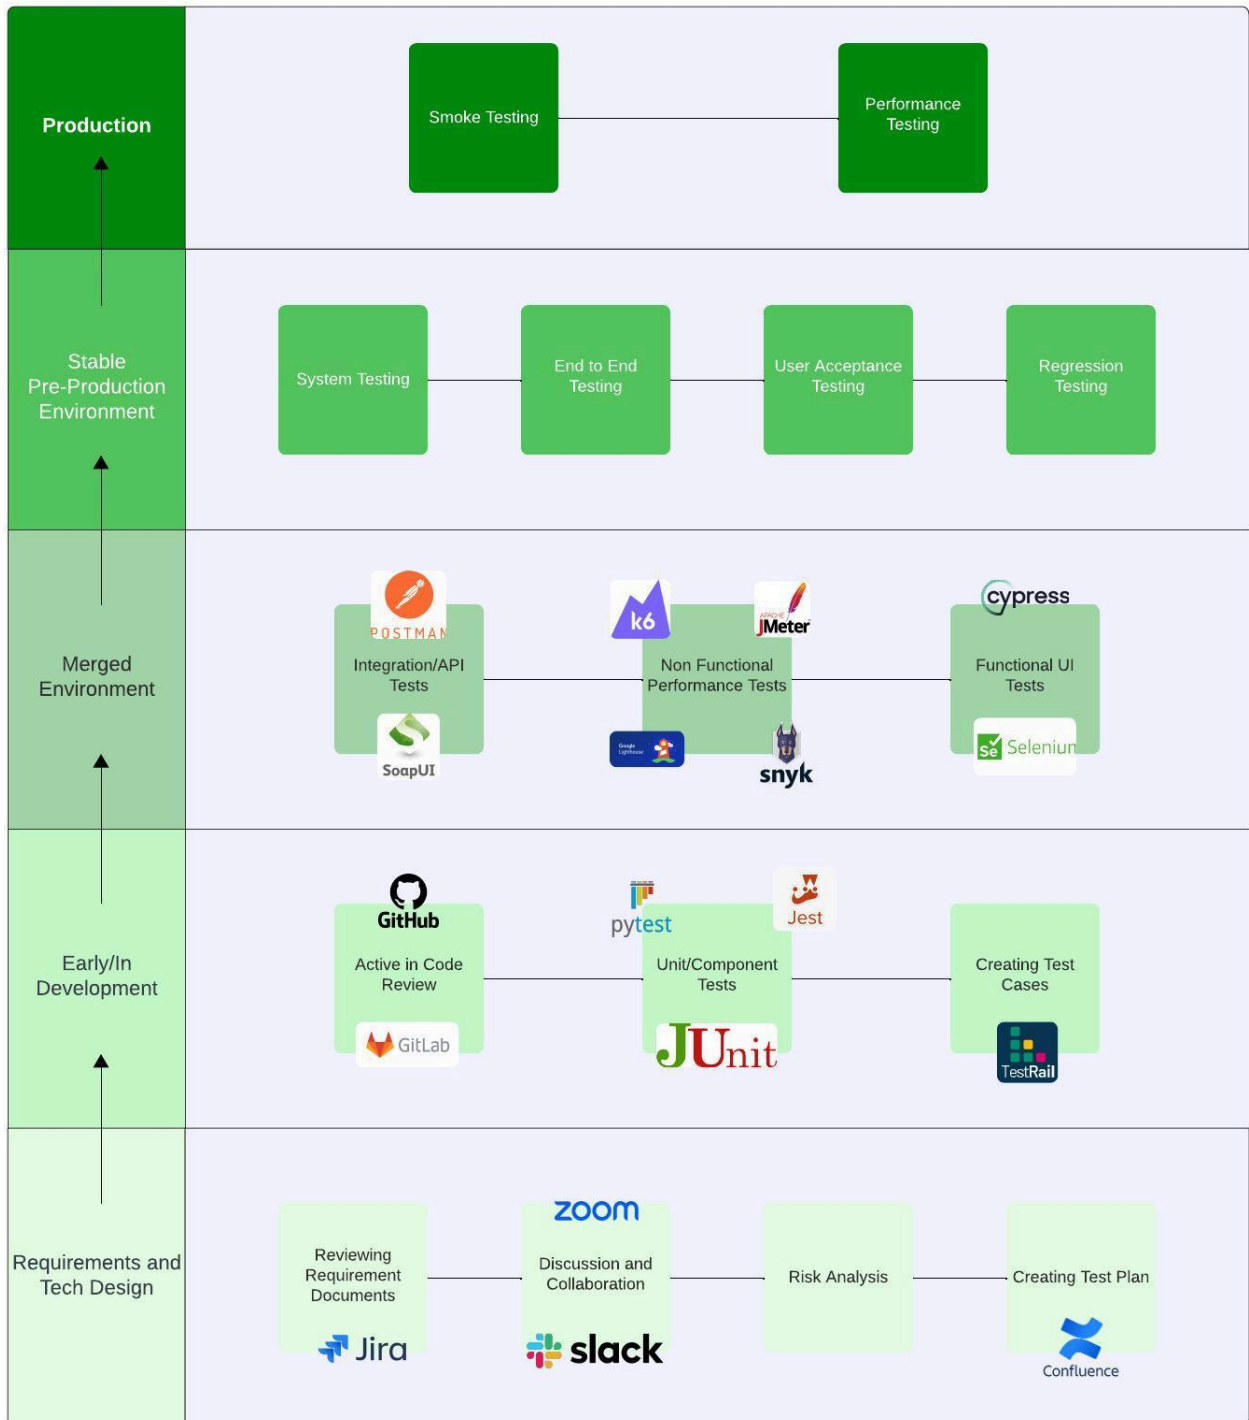 Production
Smoke Testing
Performance
Testing
Stable
Pre-Production
Environment
System Testing
End to End
Testing
User Acceptance
Testing
Regression
Testing
Merged
Environment
POSTMAN
Integration/API
Tests
SoapUI
k6
APACHE
JMeter
Non Functional
Performance Tests
Google
Lighthouse
snyk
cypress
Functional UI
Tests
Se Selenium
Early/In
Development
GitHub
Active in Code
Review
GitLab
pytest
Jest
Unit/Component
Tests
JUnit
Creating Test
Cases
TestRail
Requirements and
Tech Design
Reviewing
Requirement
Documents
Jira
zoom
Discussion and
Collaboration
slack
Risk Analysis
Creating Test Plan
Confluence